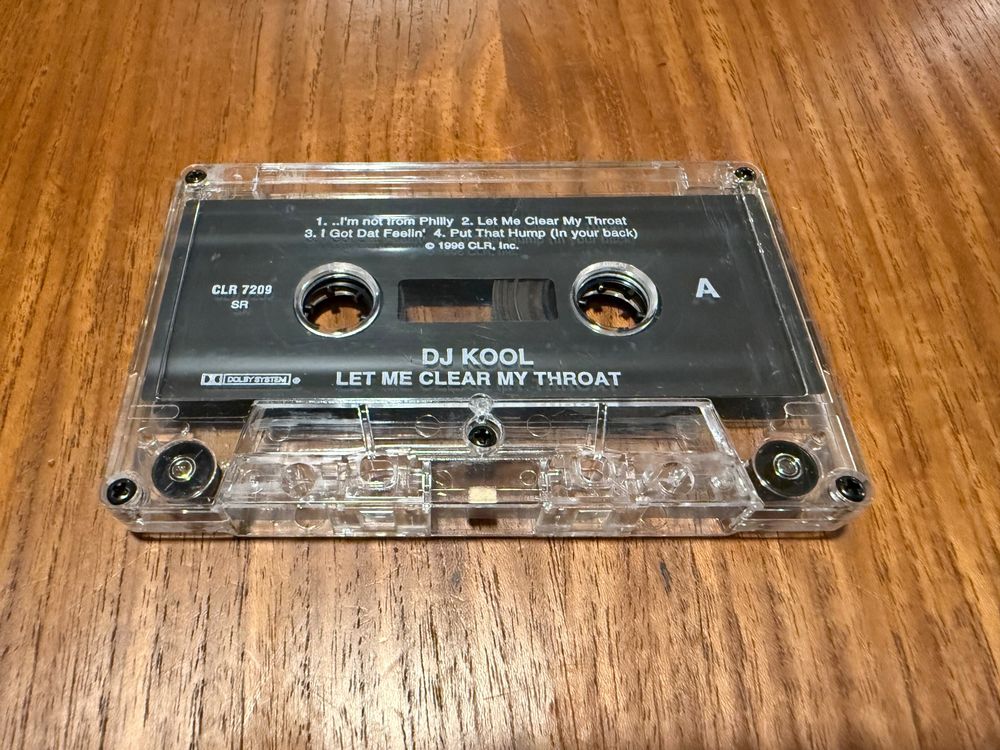 1. ..I'm not from Philly 2. Let Me Clear My Throat
3. I Got Dat Feelin' 4. Put That Hump (In your back)
© 1996 CLR, Inc.
CLR 7209
SR
A
DJ KOOL
LET ME CLEAR MY THROAT
DOLBY SYSTEM ®